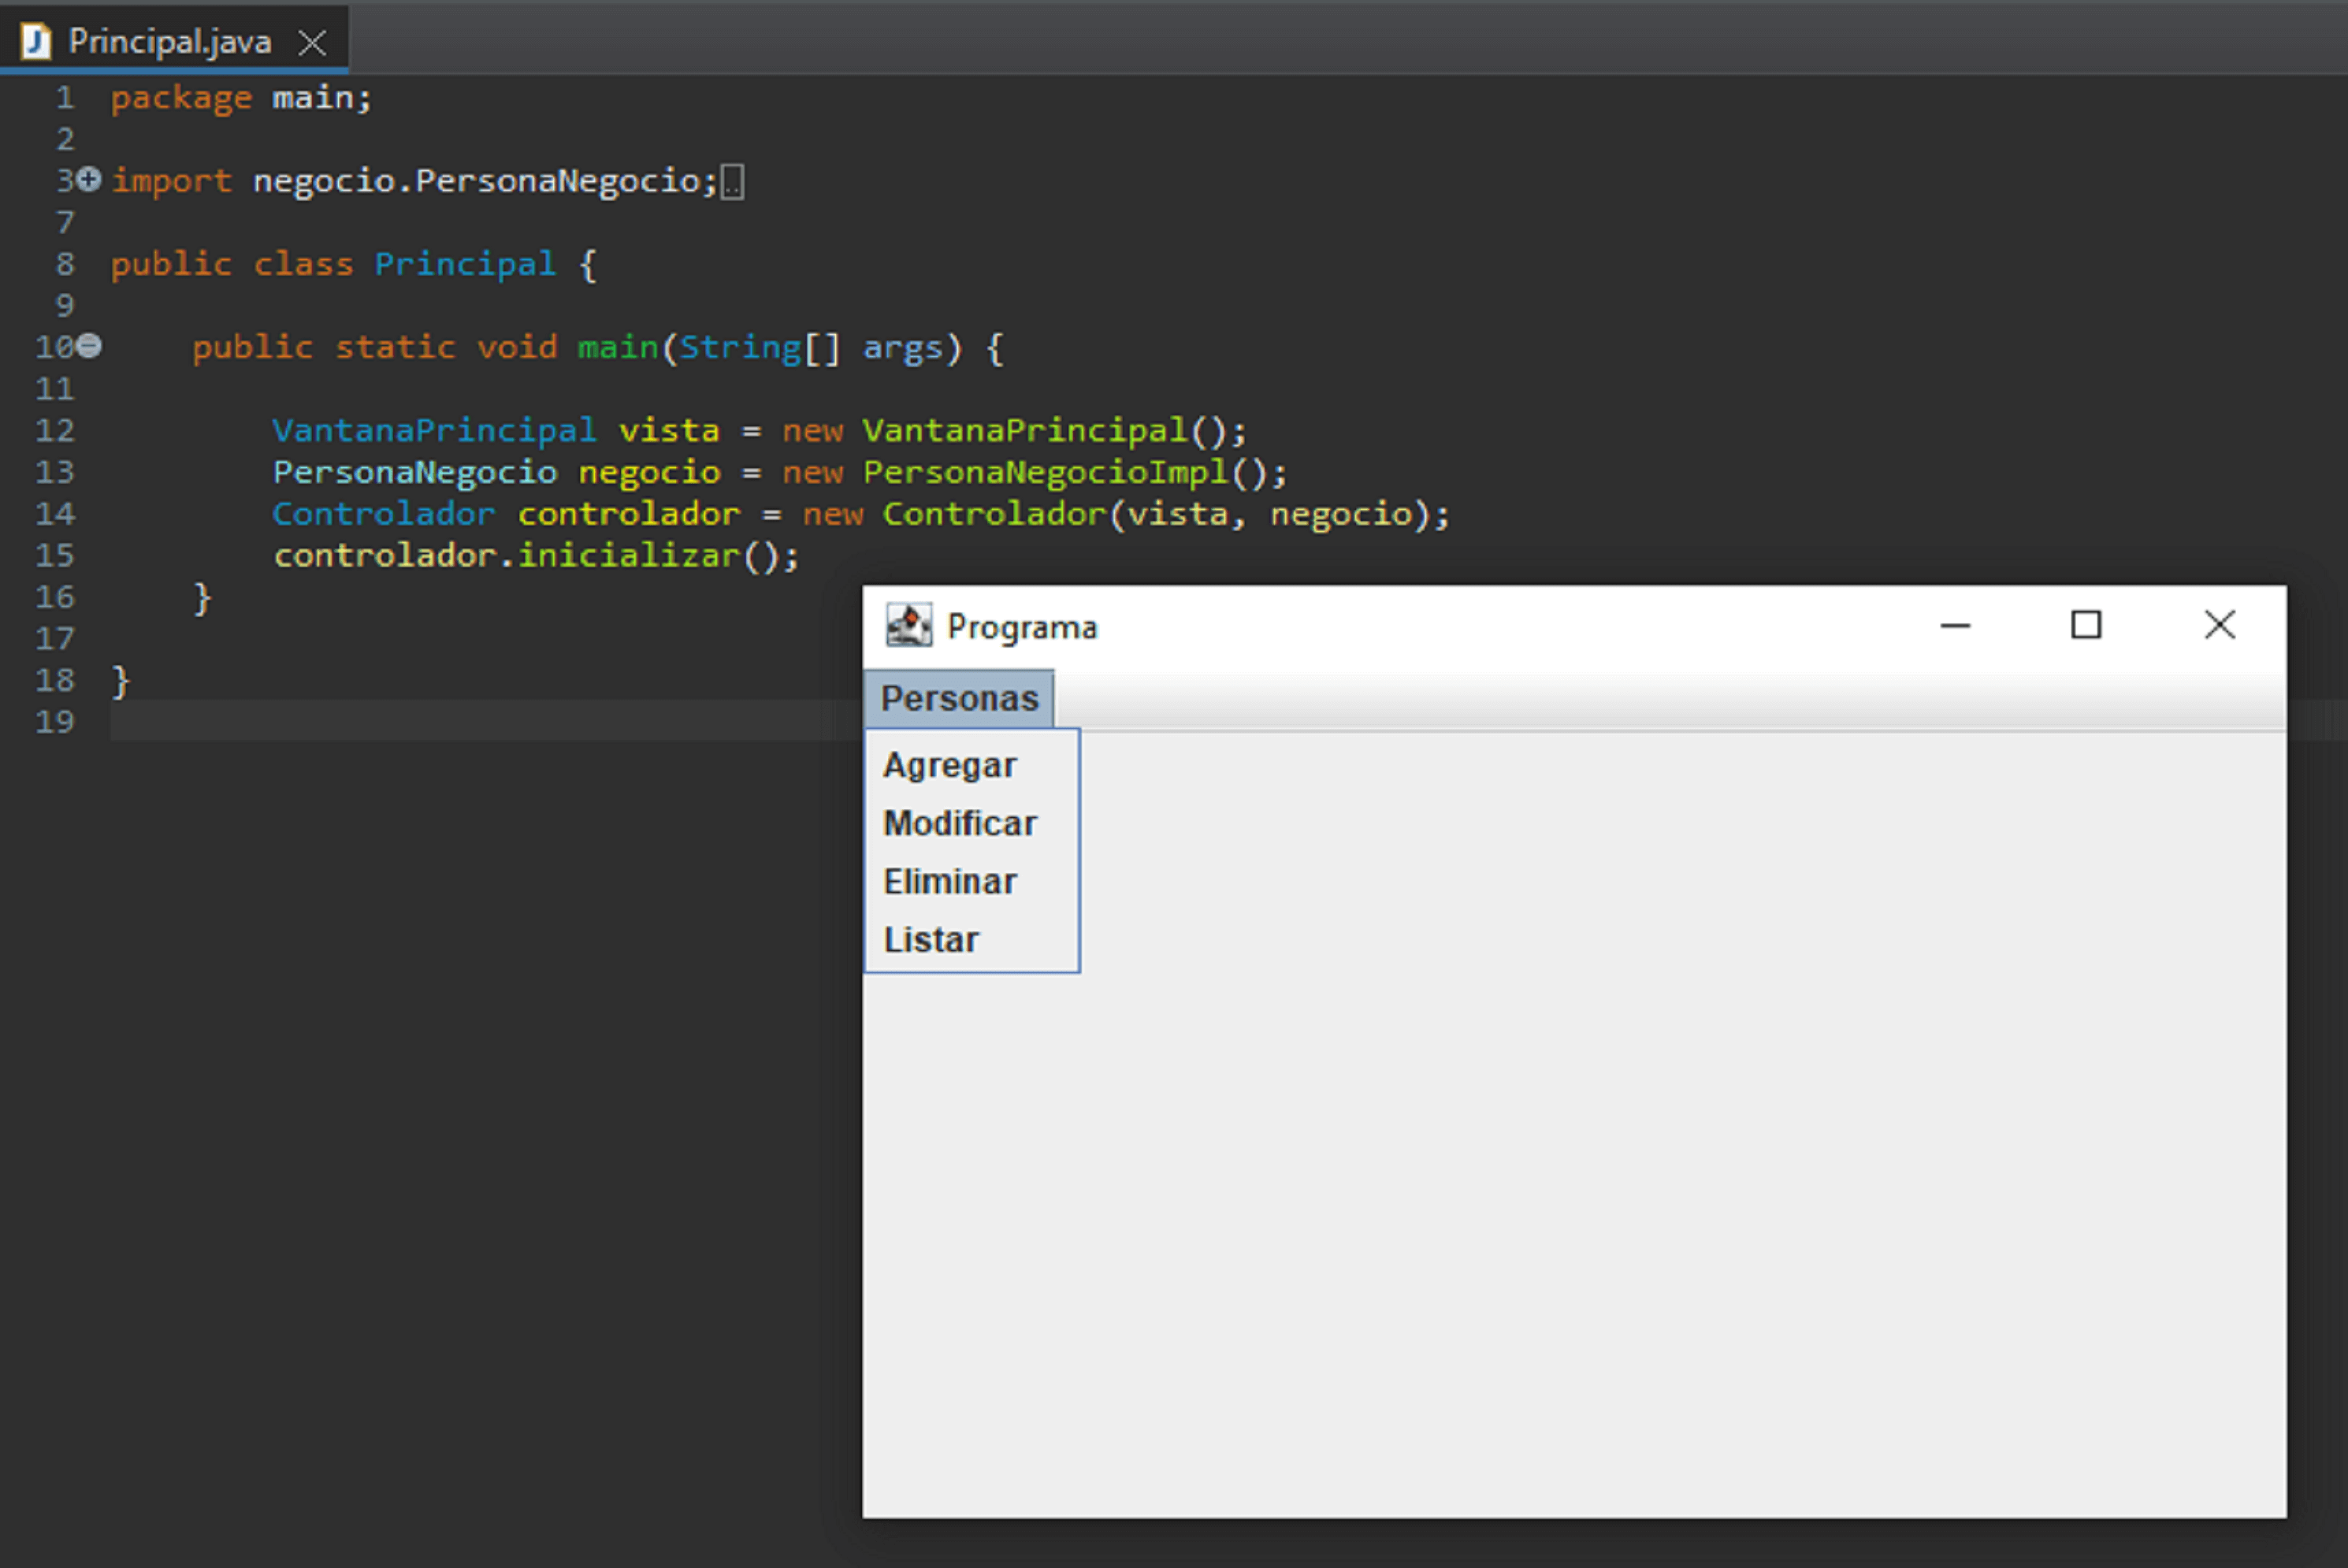 Principal.java
1 package main;
2
3 import negocio.PersonaNegocio;
7
8 public class Principal {
9
10 public static void main(String[] args) {
11
12 VantanaPrincipal vista = new VantanaPrincipal();
13 PersonaNegocio negocio = new PersonaNegocioImpl();
14 Controlador controlador = new Controlador(vista, negocio);
15 controlador.inicializar();
16 }
17
18 }
19
Programa
Personas
Agregar
Modificar
Eliminar
Listar